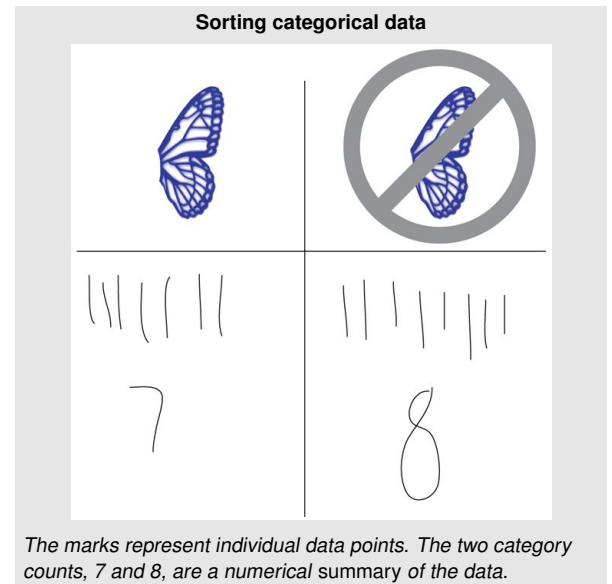 Sorting categorical data
7
8
The marks represent individual data points. The two category
counts, 7 and 8, are a numerical summary of the data.